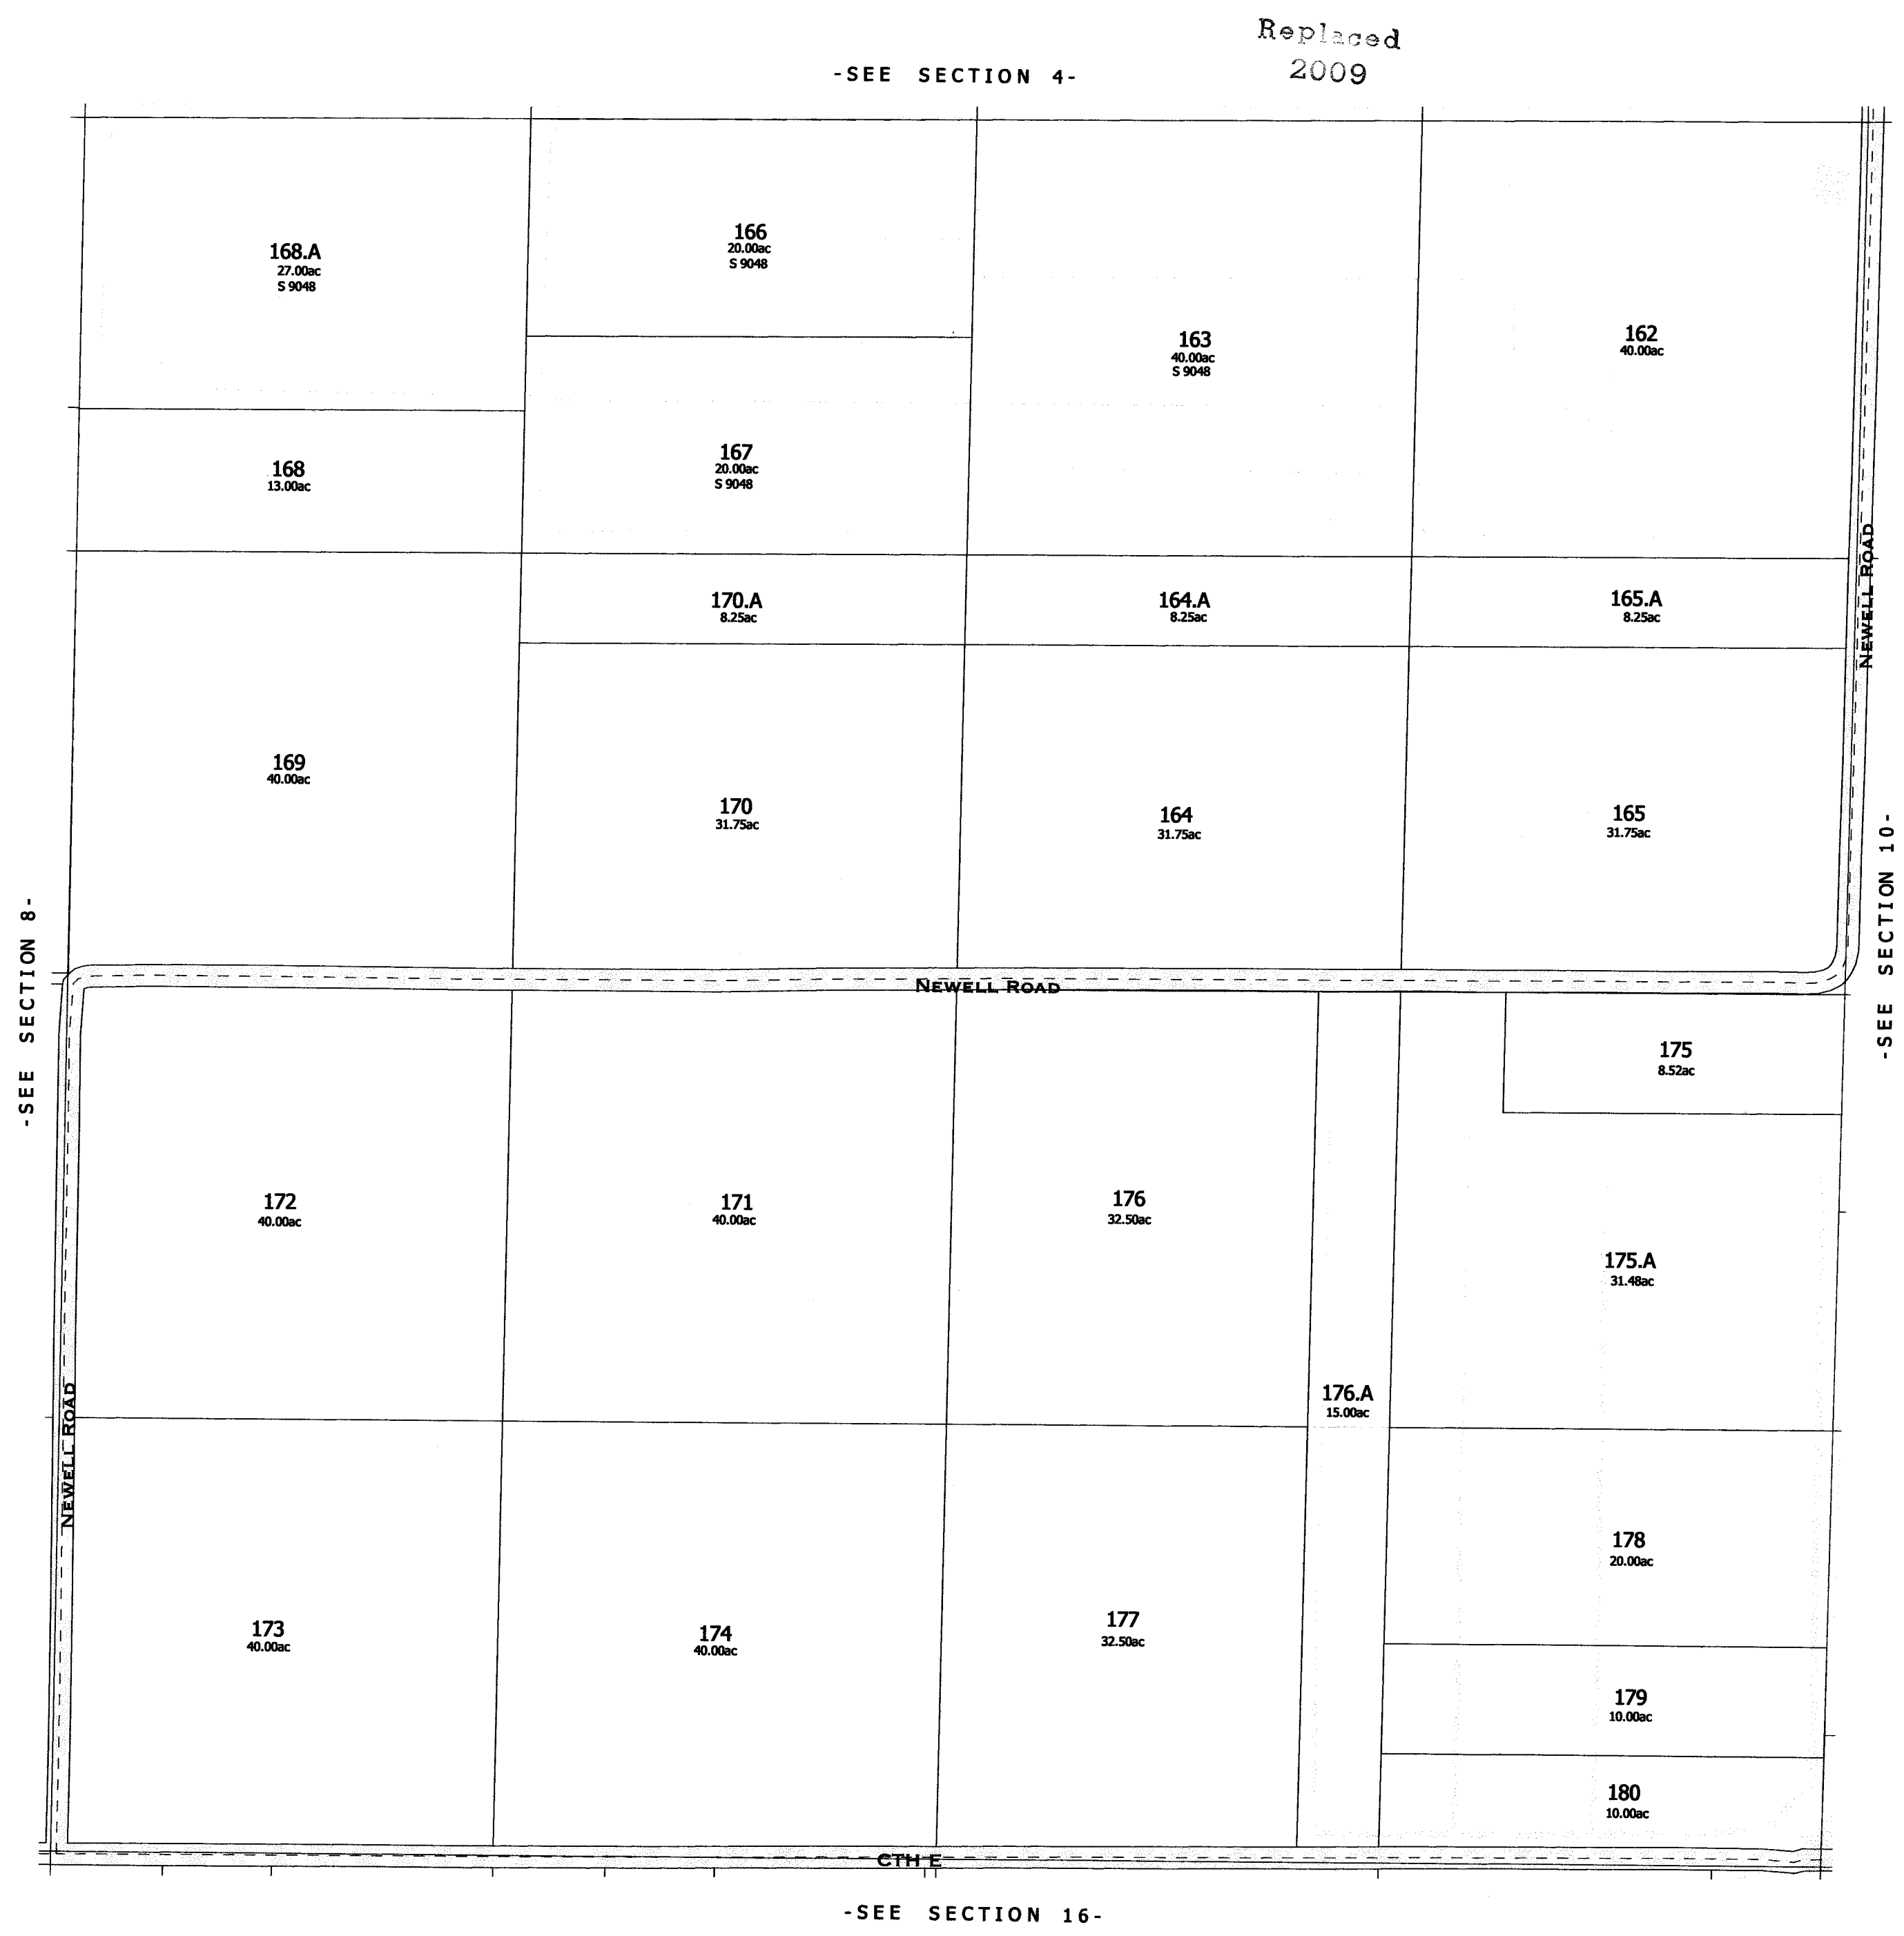 Replaced
2009
-SEE SECTION 4-
168.A
27.00ac
S 9048
166
20.00ac
S 9048
163
40.00ac
S 9048
162
40.00ac
168
13.00ac
167
20.00ac
S 9048
NEWELL ROAD
170.A
8.25ac
164.A
8.25ac
165.A
8.25ac
169
40.00ac
170
31.75ac
164
31.75ac
165
31.75ac
-SEE SECTION 8-
-SEE SECTION 10-
NEWELL ROAD
175
8.52ac
172
40.00ac
171
40.00ac
176
32.50ac
175.A
31.48ac
176.A
15.00ac
NEWELL ROAD
178
20.00ac
173
40.00ac
174
40.00ac
177
32.50ac
179
10.00ac
180
10.00ac
CTH E
-SEE SECTION 16-